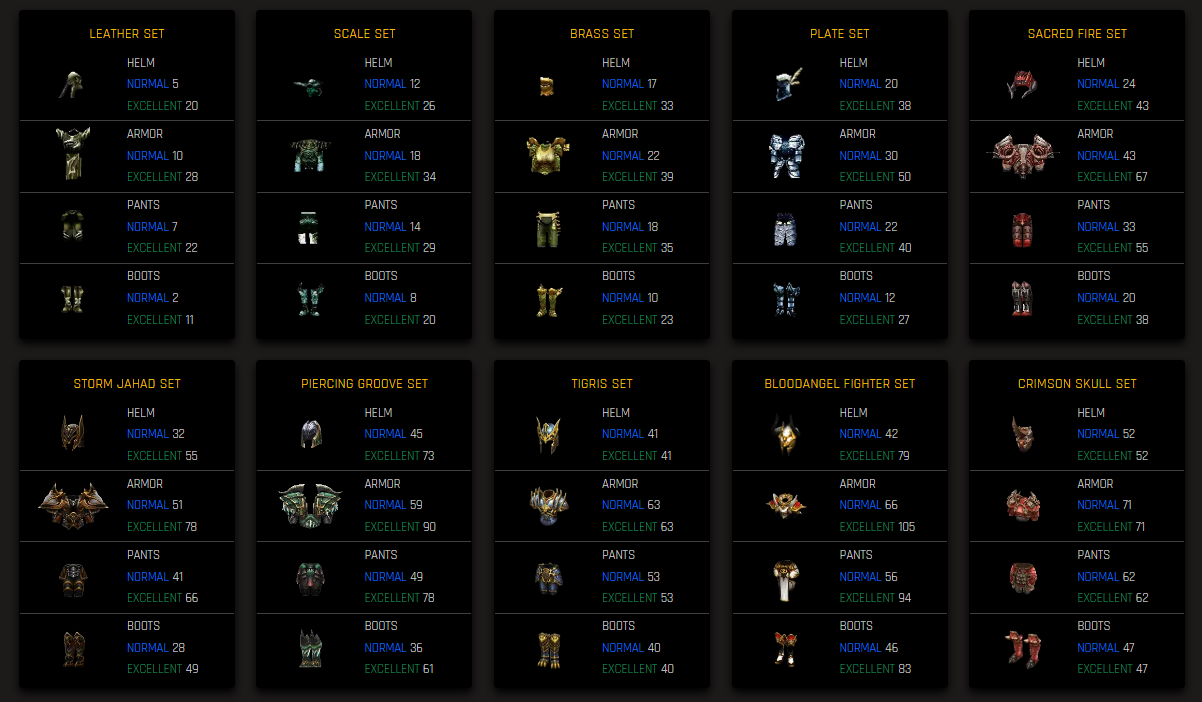 LEATHER SET
HELM
NORMAL 5
EXCELLENT 20
ARMOR
NORMAL 10
EXCELLENT 28
PANTS
NORMAL 7
EXCELLENT 22
BOOTS
NORMAL 2
EXCELLENT 11
SCALE SET
HELM
NORMAL 12
EXCELLENT 26
ARMOR
NORMAL 18
EXCELLENT 34
PANTS
NORMAL 14
EXCELLENT 29
BOOTS
NORMAL 8
EXCELLENT 20
BRASS SET
HELM
NORMAL 17
EXCELLENT 33
ARMOR
NORMAL 22
EXCELLENT 39
PANTS
NORMAL 18
EXCELLENT 35
BOOTS
NORMAL 10
EXCELLENT 23
PLATE SET
HELM
NORMAL 20
EXCELLENT 38
ARMOR
NORMAL 30
EXCELLENT 50
PANTS
NORMAL 22
EXCELLENT 40
BOOTS
NORMAL 12
EXCELLENT 27
SACRED FIRE SET
HELM
NORMAL 24
EXCELLENT 43
ARMOR
NORMAL 43
EXCELLENT 67
PANTS
NORMAL 33
EXCELLENT 55
BOOTS
NORMAL 20
EXCELLENT 38
STORM JAHAD SET
HELM
NORMAL 32
EXCELLENT 55
ARMOR
NORMAL 51
EXCELLENT 78
PANTS
NORMAL 41
EXCELLENT 66
BOOTS
NORMAL 28
EXCELLENT 49
PIERCING GROOVE SET
HELM
NORMAL 45
EXCELLENT 73
ARMOR
NORMAL 59
EXCELLENT 90
PANTS
NORMAL 49
EXCELLENT 78
BOOTS
NORMAL 36
EXCELLENT 61
TIGRIS SET
HELM
NORMAL 41
EXCELLENT 41
ARMOR
NORMAL 63
EXCELLENT 63
PANTS
NORMAL 53
EXCELLENT 53
BOOTS
NORMAL 40
EXCELLENT 40
BLOODANGEL FIGHTER SET
HELM
NORMAL 42
EXCELLENT 79
ARMOR
NORMAL 66
EXCELLENT 105
PANTS
NORMAL 56
EXCELLENT 94
BOOTS
NORMAL 46
EXCELLENT 83
CRIMSON SKULL SET
HELM
NORMAL 52
EXCELLENT 52
ARMOR
NORMAL 71
EXCELLENT 71
PANTS
NORMAL 62
EXCELLENT 62
BOOTS
NORMAL 47
EXCELLENT 47